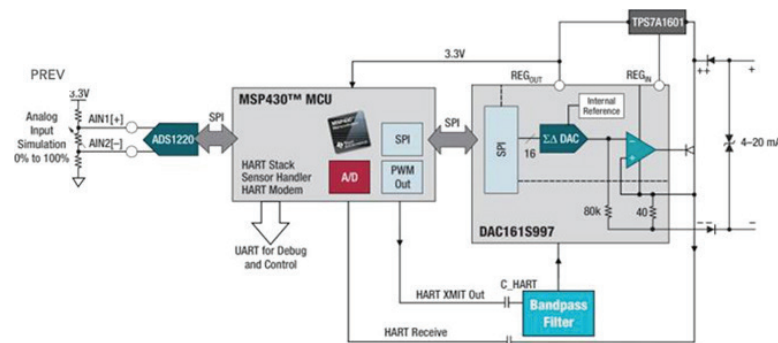 TPS7A1601
3.3V
PREV
3.3V
Analog
Input
Simulation
0% to 100%
AIN1[+]
AIN2[–]
ADS1220
SPI
MSP430™ MCU
SPI
PWM
Out
A/D
HART Stack
Sensor Handler
HART Modem
UART for Debug
and Control
SPI
REGOUT
REGIN
Internal
Reference
SPI
16
ΣΔ DAC
–
+
80k
40
DAC161S997
++
+
4–20 mA
––
–
HART XMIT Out
C_HART
Bandpass
Filter
HART Receive